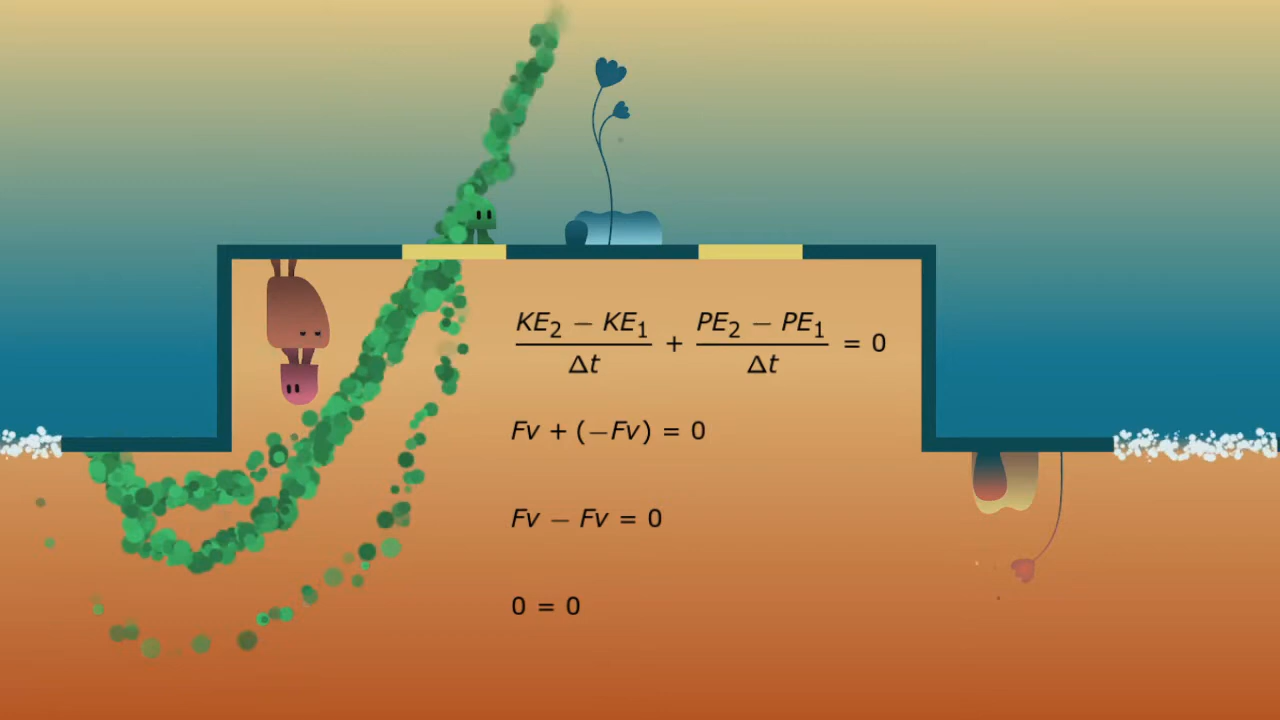 KE₂ − KE₁ / Δt + PE₂ − PE₁ / Δt = 0
Fv + (−Fv) = 0
Fv − Fv = 0
0 = 0